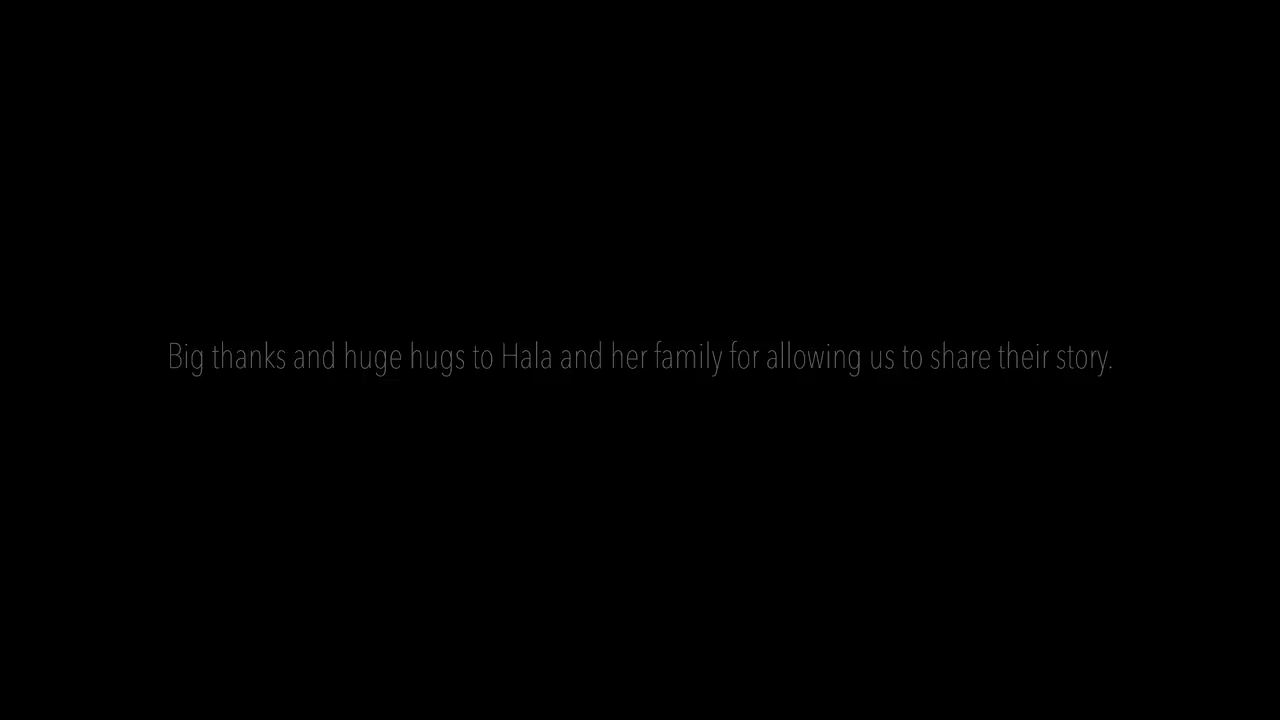 Big thanks and huge hugs to Hala and her family for allowing us to share their story.